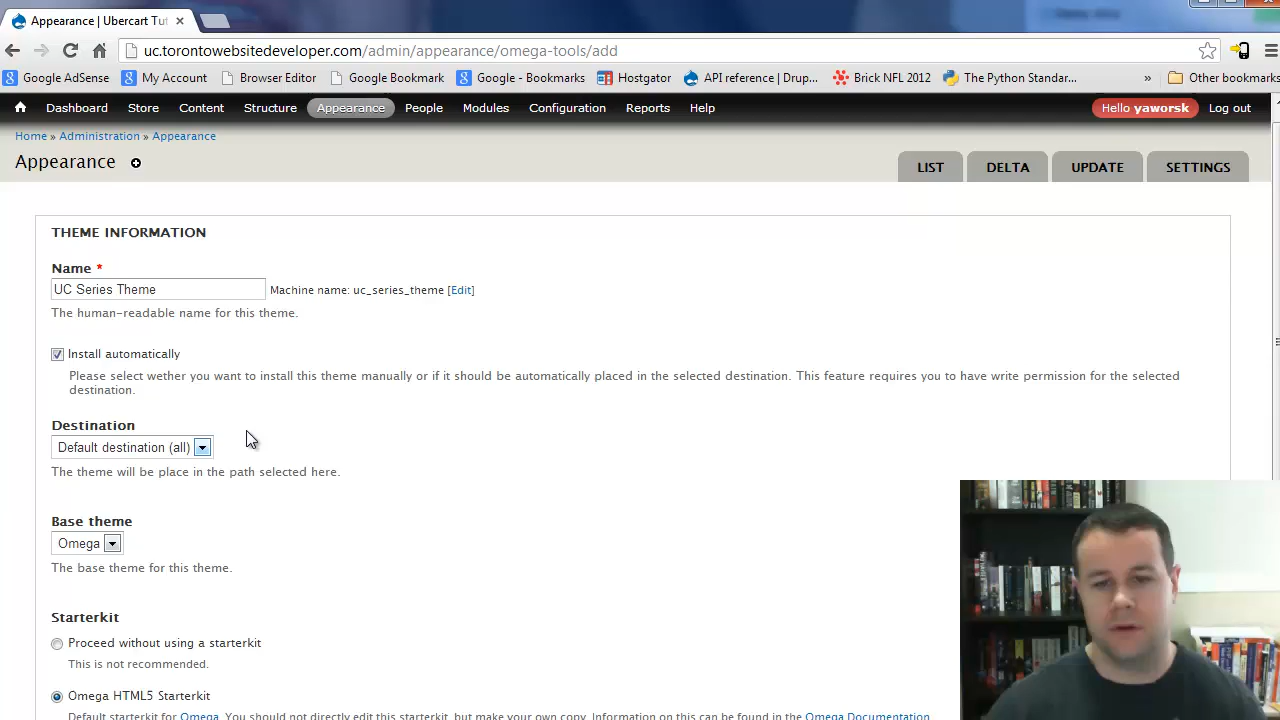 Appearance | Ubercart Tut
uc.torontowebsitedeveloper.com/admin/appearance/omega-tools/add
Google AdSense My Account Browser Editor Google Bookmark Google - Bookmarks Hostgator API reference | Drup... Brick NFL 2012 The Python Standar... » Other bookmarks
Dashboard Store Content Structure Appearance People Modules Configuration Reports Help Hello yaworsk Log out
Home » Administration » Appearance
Appearance
LIST DELTA UPDATE SETTINGS
THEME INFORMATION
Name *
UC Series Theme Machine name: uc_series_theme [Edit]
The human-readable name for this theme.
Install automatically
Please select wether you want to install this theme manually or if it should be automatically placed in the selected destination. This feature requires you to have write permission for the selected
destination.
Destination
Default destination (all)
The theme will be place in the path selected here.
Base theme
Omega
The base theme for this theme.
Starterkit
Proceed without using a starterkit
This is not recommended.
Omega HTML5 Starterkit
Default starterkit for Omega. You should not directly edit this starterkit, but make your own copy. Information on this can be found in the Omega Documentation